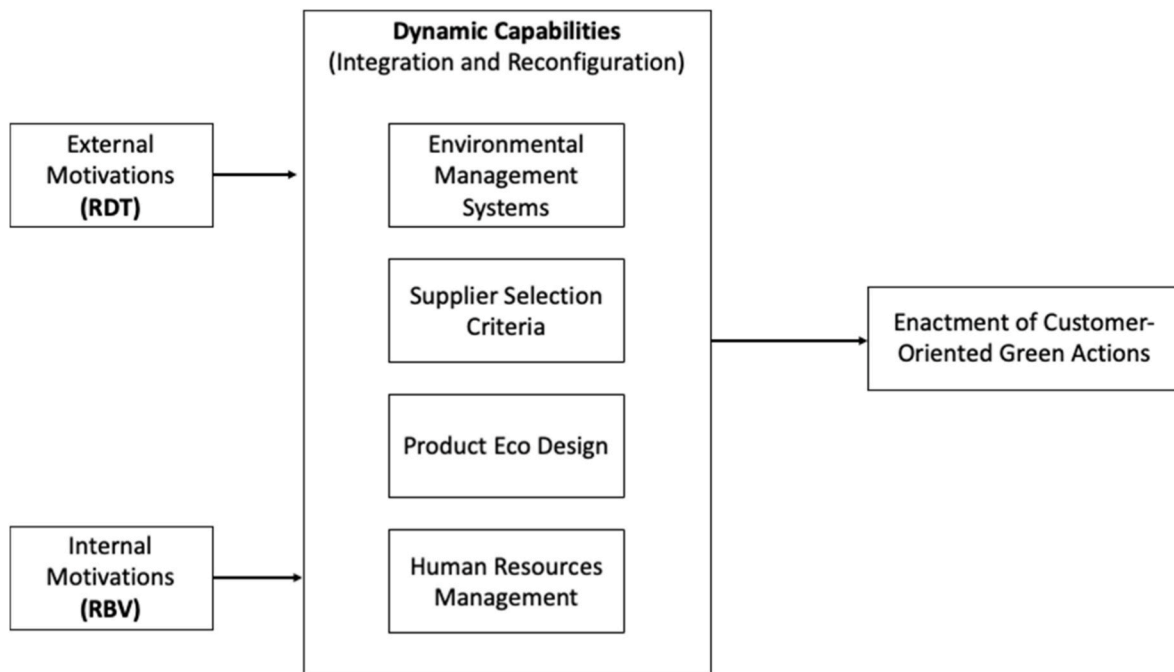 Dynamic Capabilities
(Integration and Reconfiguration)
External
Motivations
(RDT)
Environmental
Management
Systems
Supplier Selection
Criteria
Enactment of Customer-
Oriented Green Actions
Product Eco Design
Internal
Motivations
(RBV)
Human Resources
Management